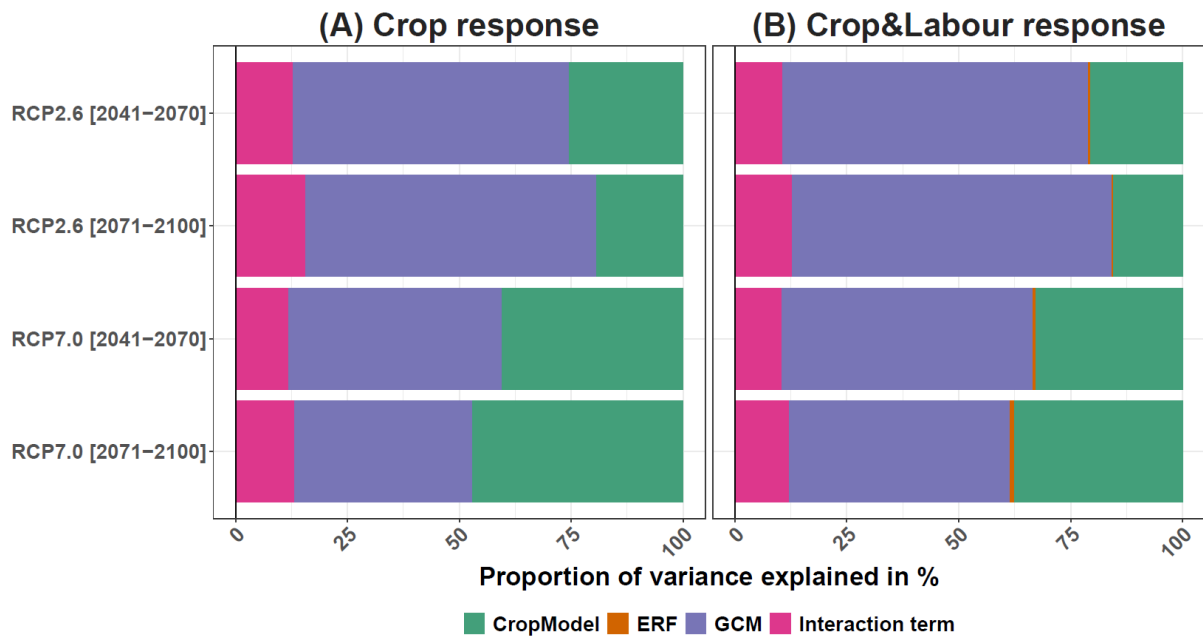 (A) Crop response
(B) Crop&Labour response
RCP2.6 [2041−2070]
RCP2.6 [2071−2100]
RCP7.0 [2041−2070]
RCP7.0 [2071−2100]
0 25 50 75 100
0 25 50 75 100
Proportion of variance explained in %
CropModel ERF GCM Interaction term